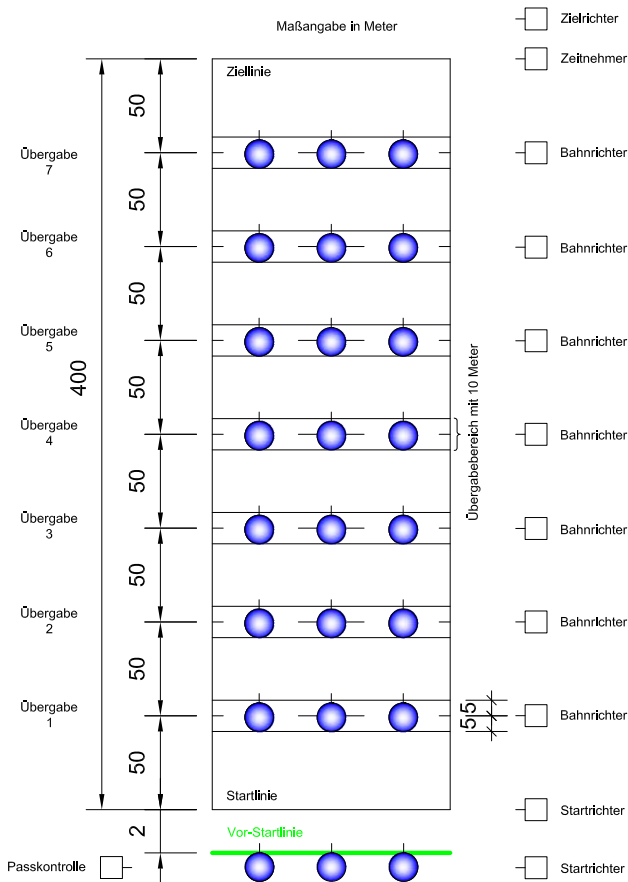 Maßangabe in Meter
Zielrichter
Ziellinie
Zeitnehmer
50
Übergabe
7
Bahnrichter
50
Übergabe
6
Bahnrichter
50
Übergabe
5
Bahnrichter
400
50
Übergabe
4
Übergabebereich mit 10 Meter
Bahnrichter
50
Übergabe
3
Bahnrichter
50
Übergabe
2
Bahnrichter
50
Übergabe
1
5 5
Bahnrichter
50
Startlinie
Startrichter
2
Vor-Startlinie
Passkontrolle
Startrichter